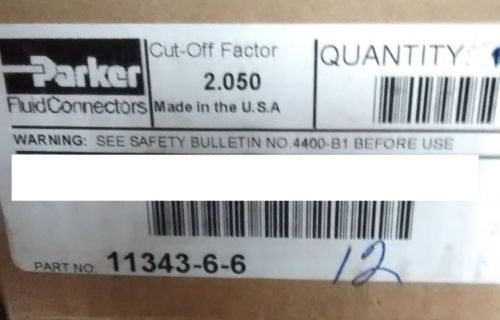 Parker
FluidConnectors
Cut-Off Factor
2.050
Made in the U.S.A
QUANTITY:
WARNING: SEE SAFETY BULLETIN NO.4400-B1 BEFORE USE
PART NO. 11343-6-6
12